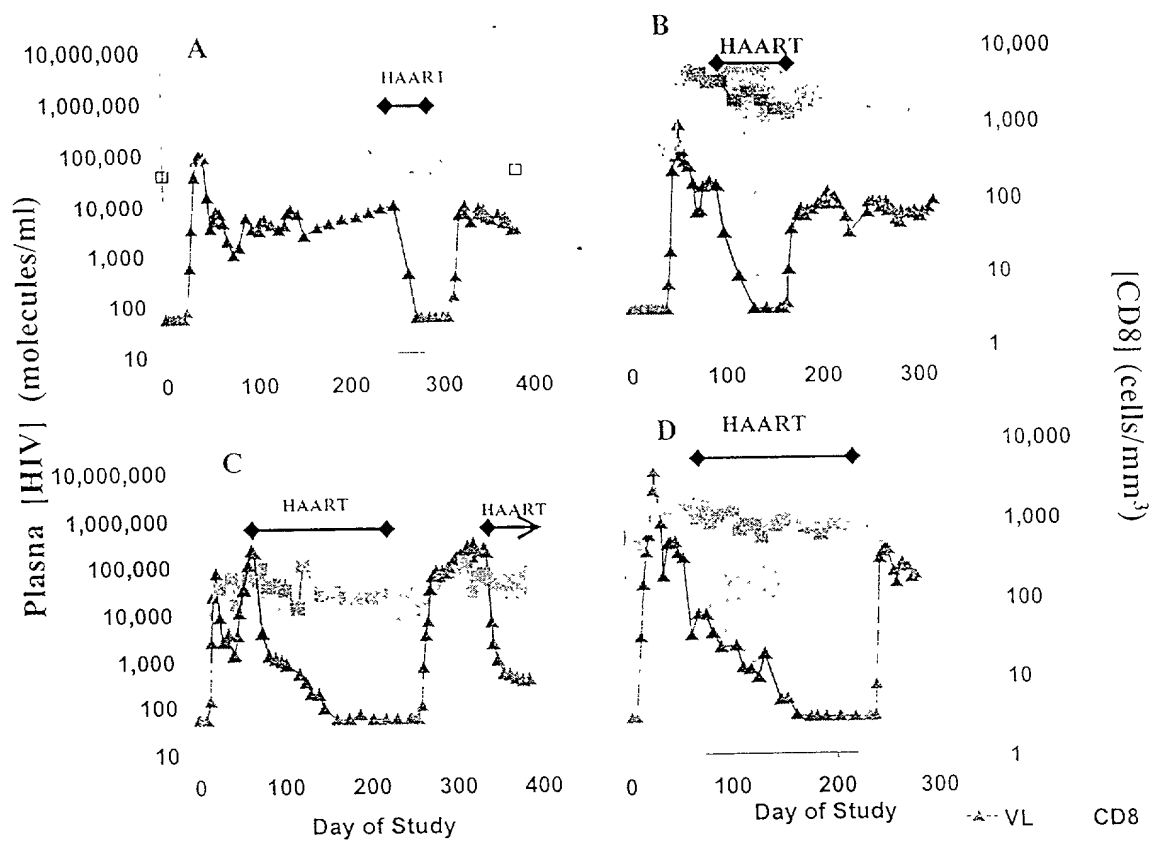 A
HAART
10,000,000
1,000,000
100,000
10,000
1,000
100
10
0 100 200 300 400
B
HAART
10,000
1,000
100
10
1
0 100 200 300
Plasna [HIV] (molecules/ml)
[CD8] (cells/mm³)
C
HAART
HAART
10,000,000
1,000,000
100,000
10,000
1,000
100
10
0 100 200 300 400
Day of Study
D
HAART
10,000
1,000
100
10
1
0 100 200 300
Day of Study
VL CD8